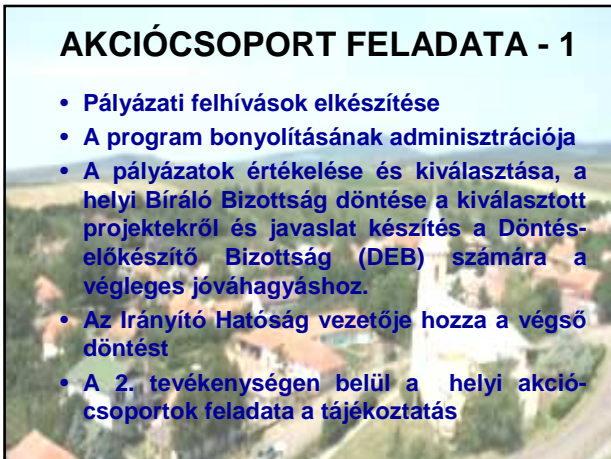 AKCIÓCSOPORT FELADATA - 1
• Pályázati felhívások elkészítése
• A program bonyolításának adminisztrációja
• A pályázatok értékelése és kiválasztása, a
helyi Bíráló Bizottság döntése a kiválasztott
projektekről és javaslat készítés a Döntés-
előkészítő Bizottság (DEB) számára a
végleges jóváhagyáshoz.
• Az Irányító Hatóság vezetője hozza a végső
döntést
• A 2. tevékenységen belül a helyi akció-
csoportok feladata a tájékoztatás